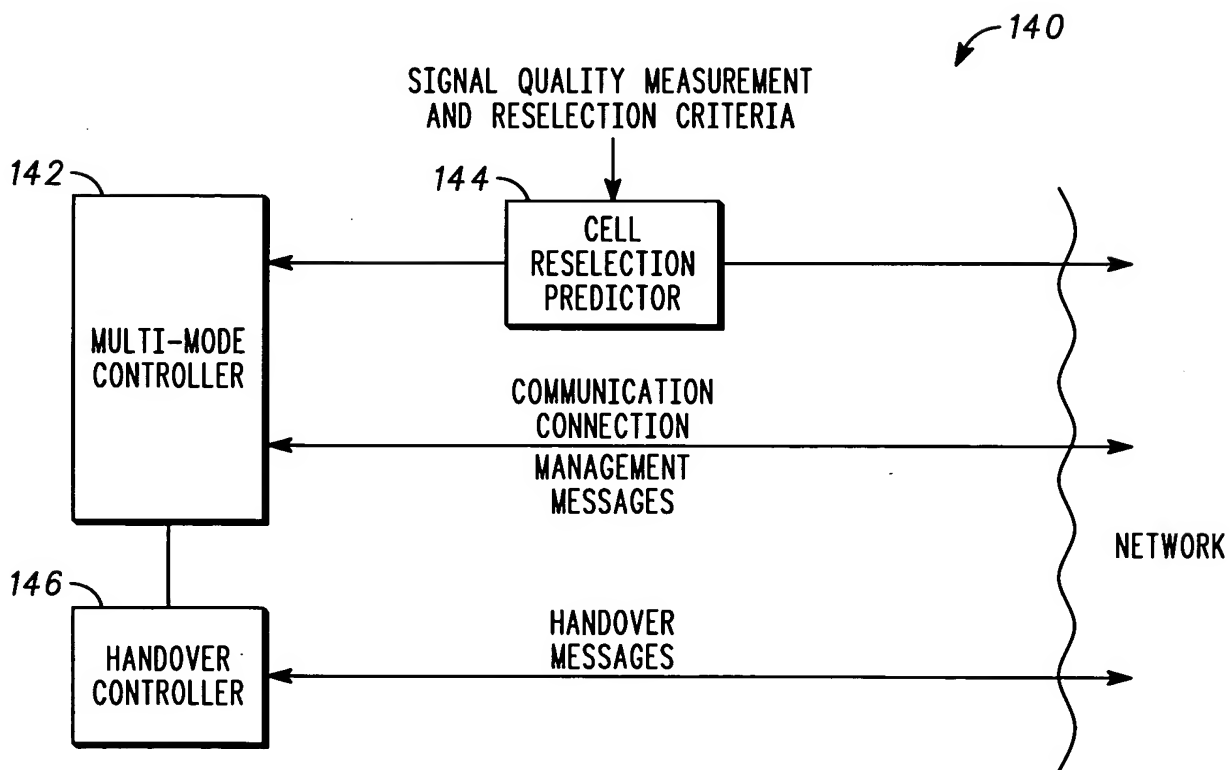 140
SIGNAL QUALITY MEASUREMENT
AND RESELECTION CRITERIA
142
144
CELL
RESELECTION
PREDICTOR
MULTI-MODE
CONTROLLER
COMMUNICATION
CONNECTION
MANAGEMENT
MESSAGES
NETWORK
146
HANDOVER
CONTROLLER
HANDOVER
MESSAGES